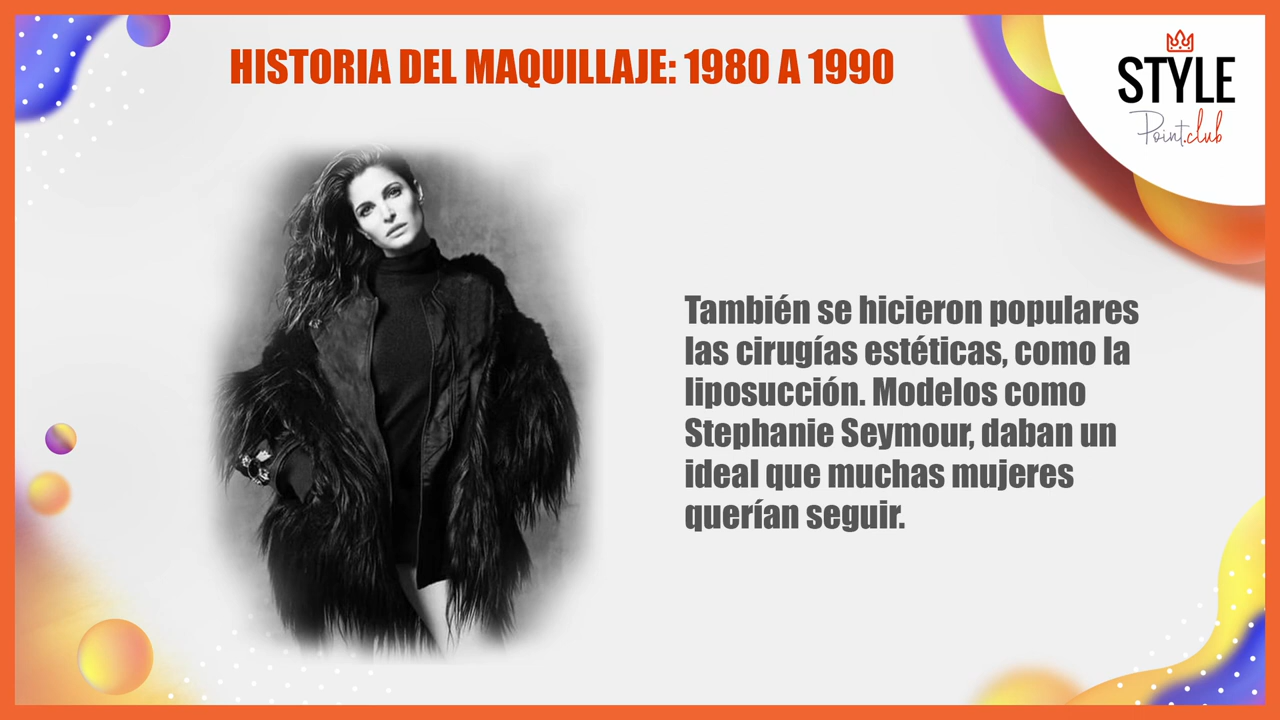 HISTORIA DEL MAQUILLAJE: 1980 A 1990
STYLE
Point.club
También se hicieron populares
las cirugías estéticas, como la
liposucción. Modelos como
Stephanie Seymour, daban un
ideal que muchas mujeres
querían seguir.